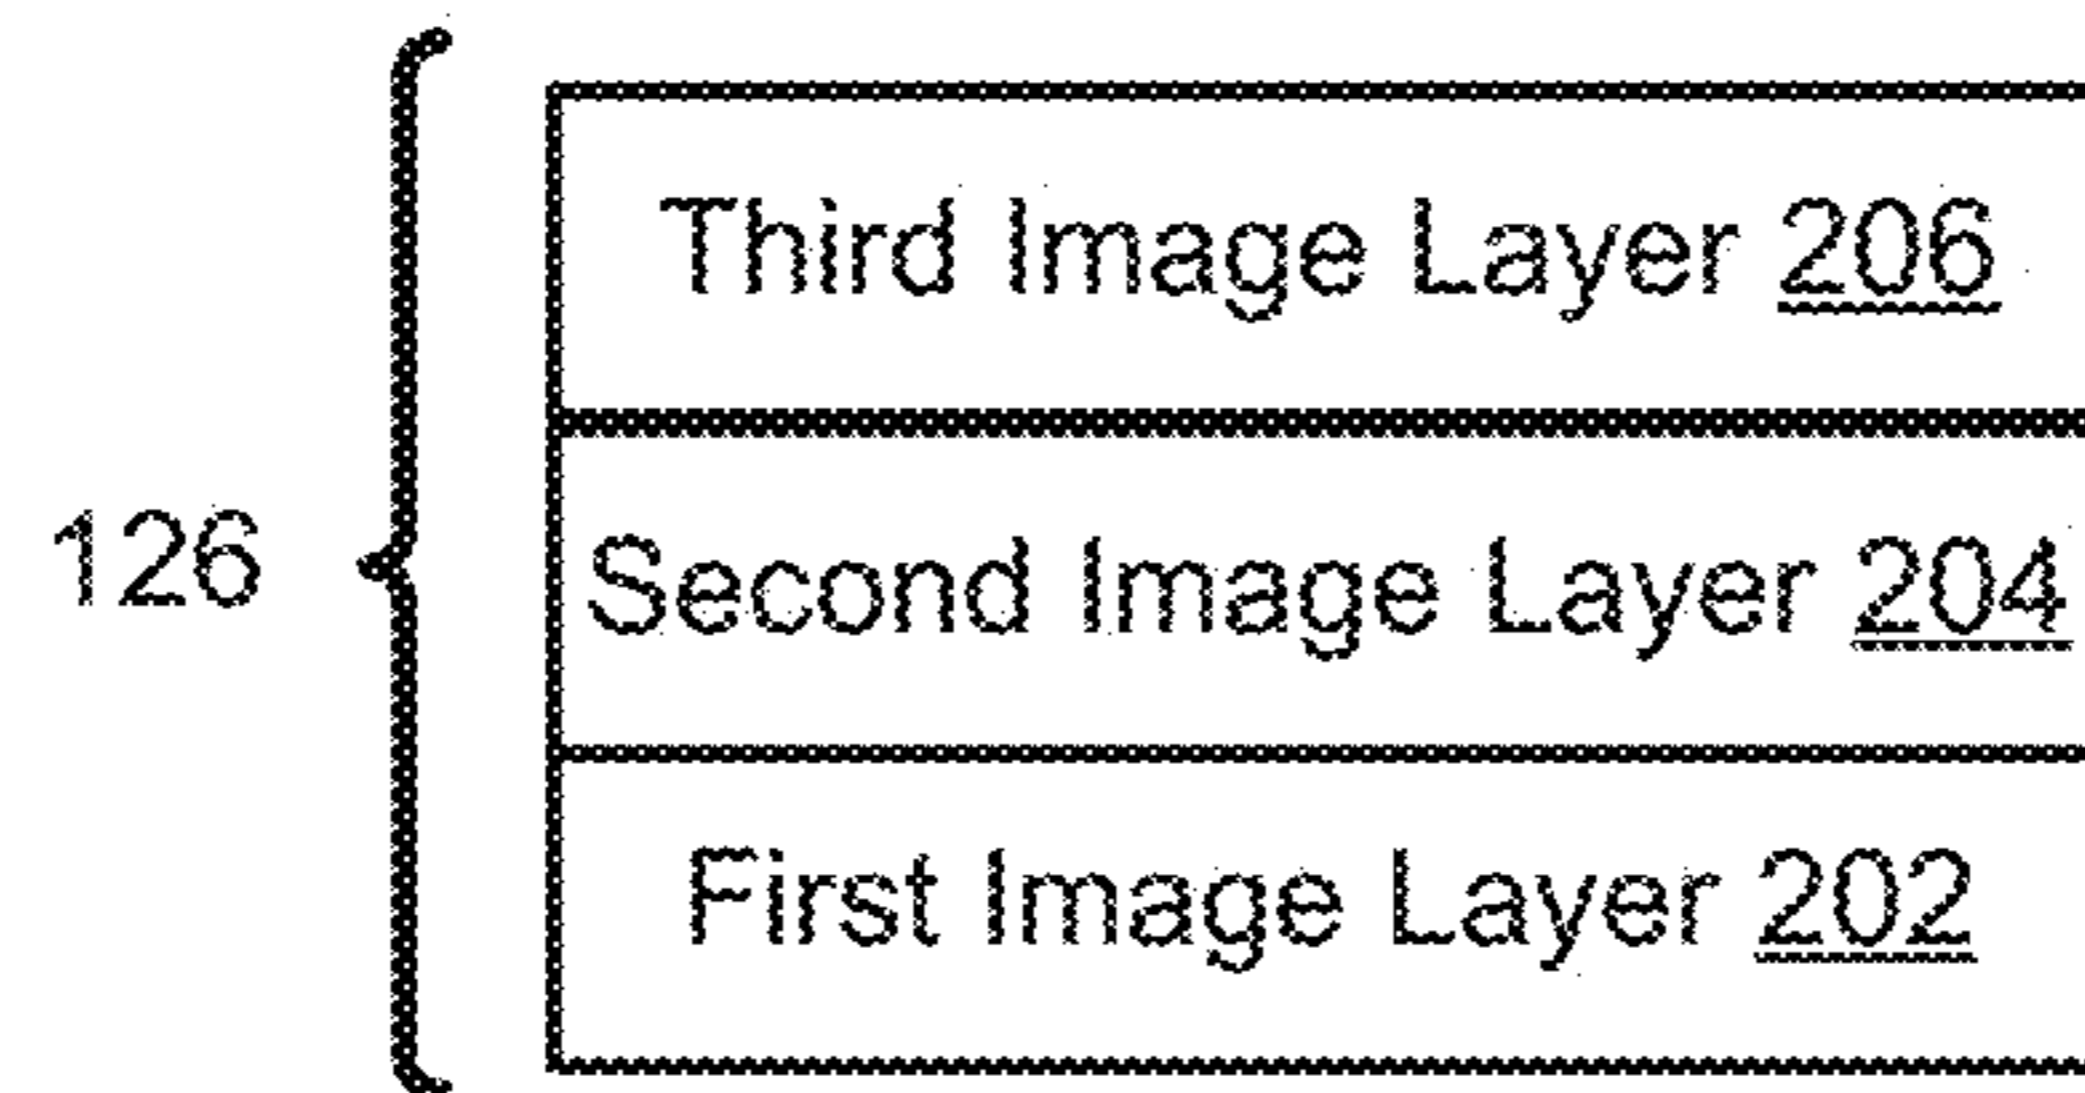 Third Image Layer 206
126
Second Image Layer 204
First Image Layer 202